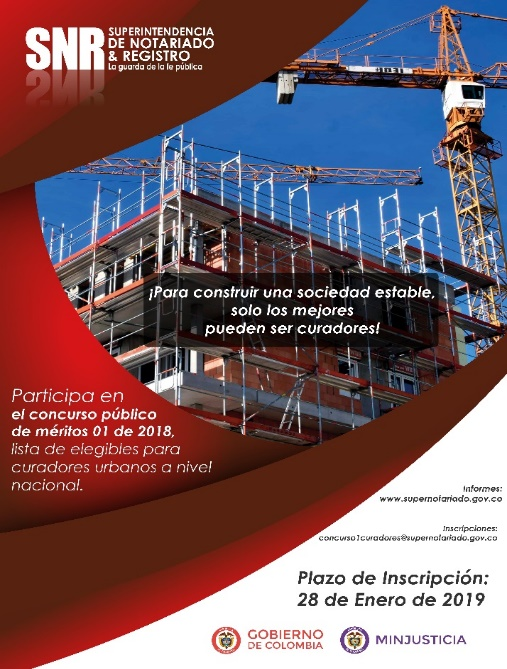 SNR
SUPERINTENDENCIA
DE NOTARIADO
& REGISTRO
La guarda de la fe pública
¡Para construir una sociedad estable,
solo los mejores
pueden ser curadores!
Participa en
el concurso público
de méritos 01 de 2018,
lista de elegibles para
curadores urbanos a nivel
nacional.
Informes:
www.supernotariado.gov.co
Inscripciones:
concurso1curadores@supernotariado.gov.co
Plazo de Inscripción:
28 de Enero de 2019
GOBIERNO
DE COLOMBIA
MINJUSTICIA